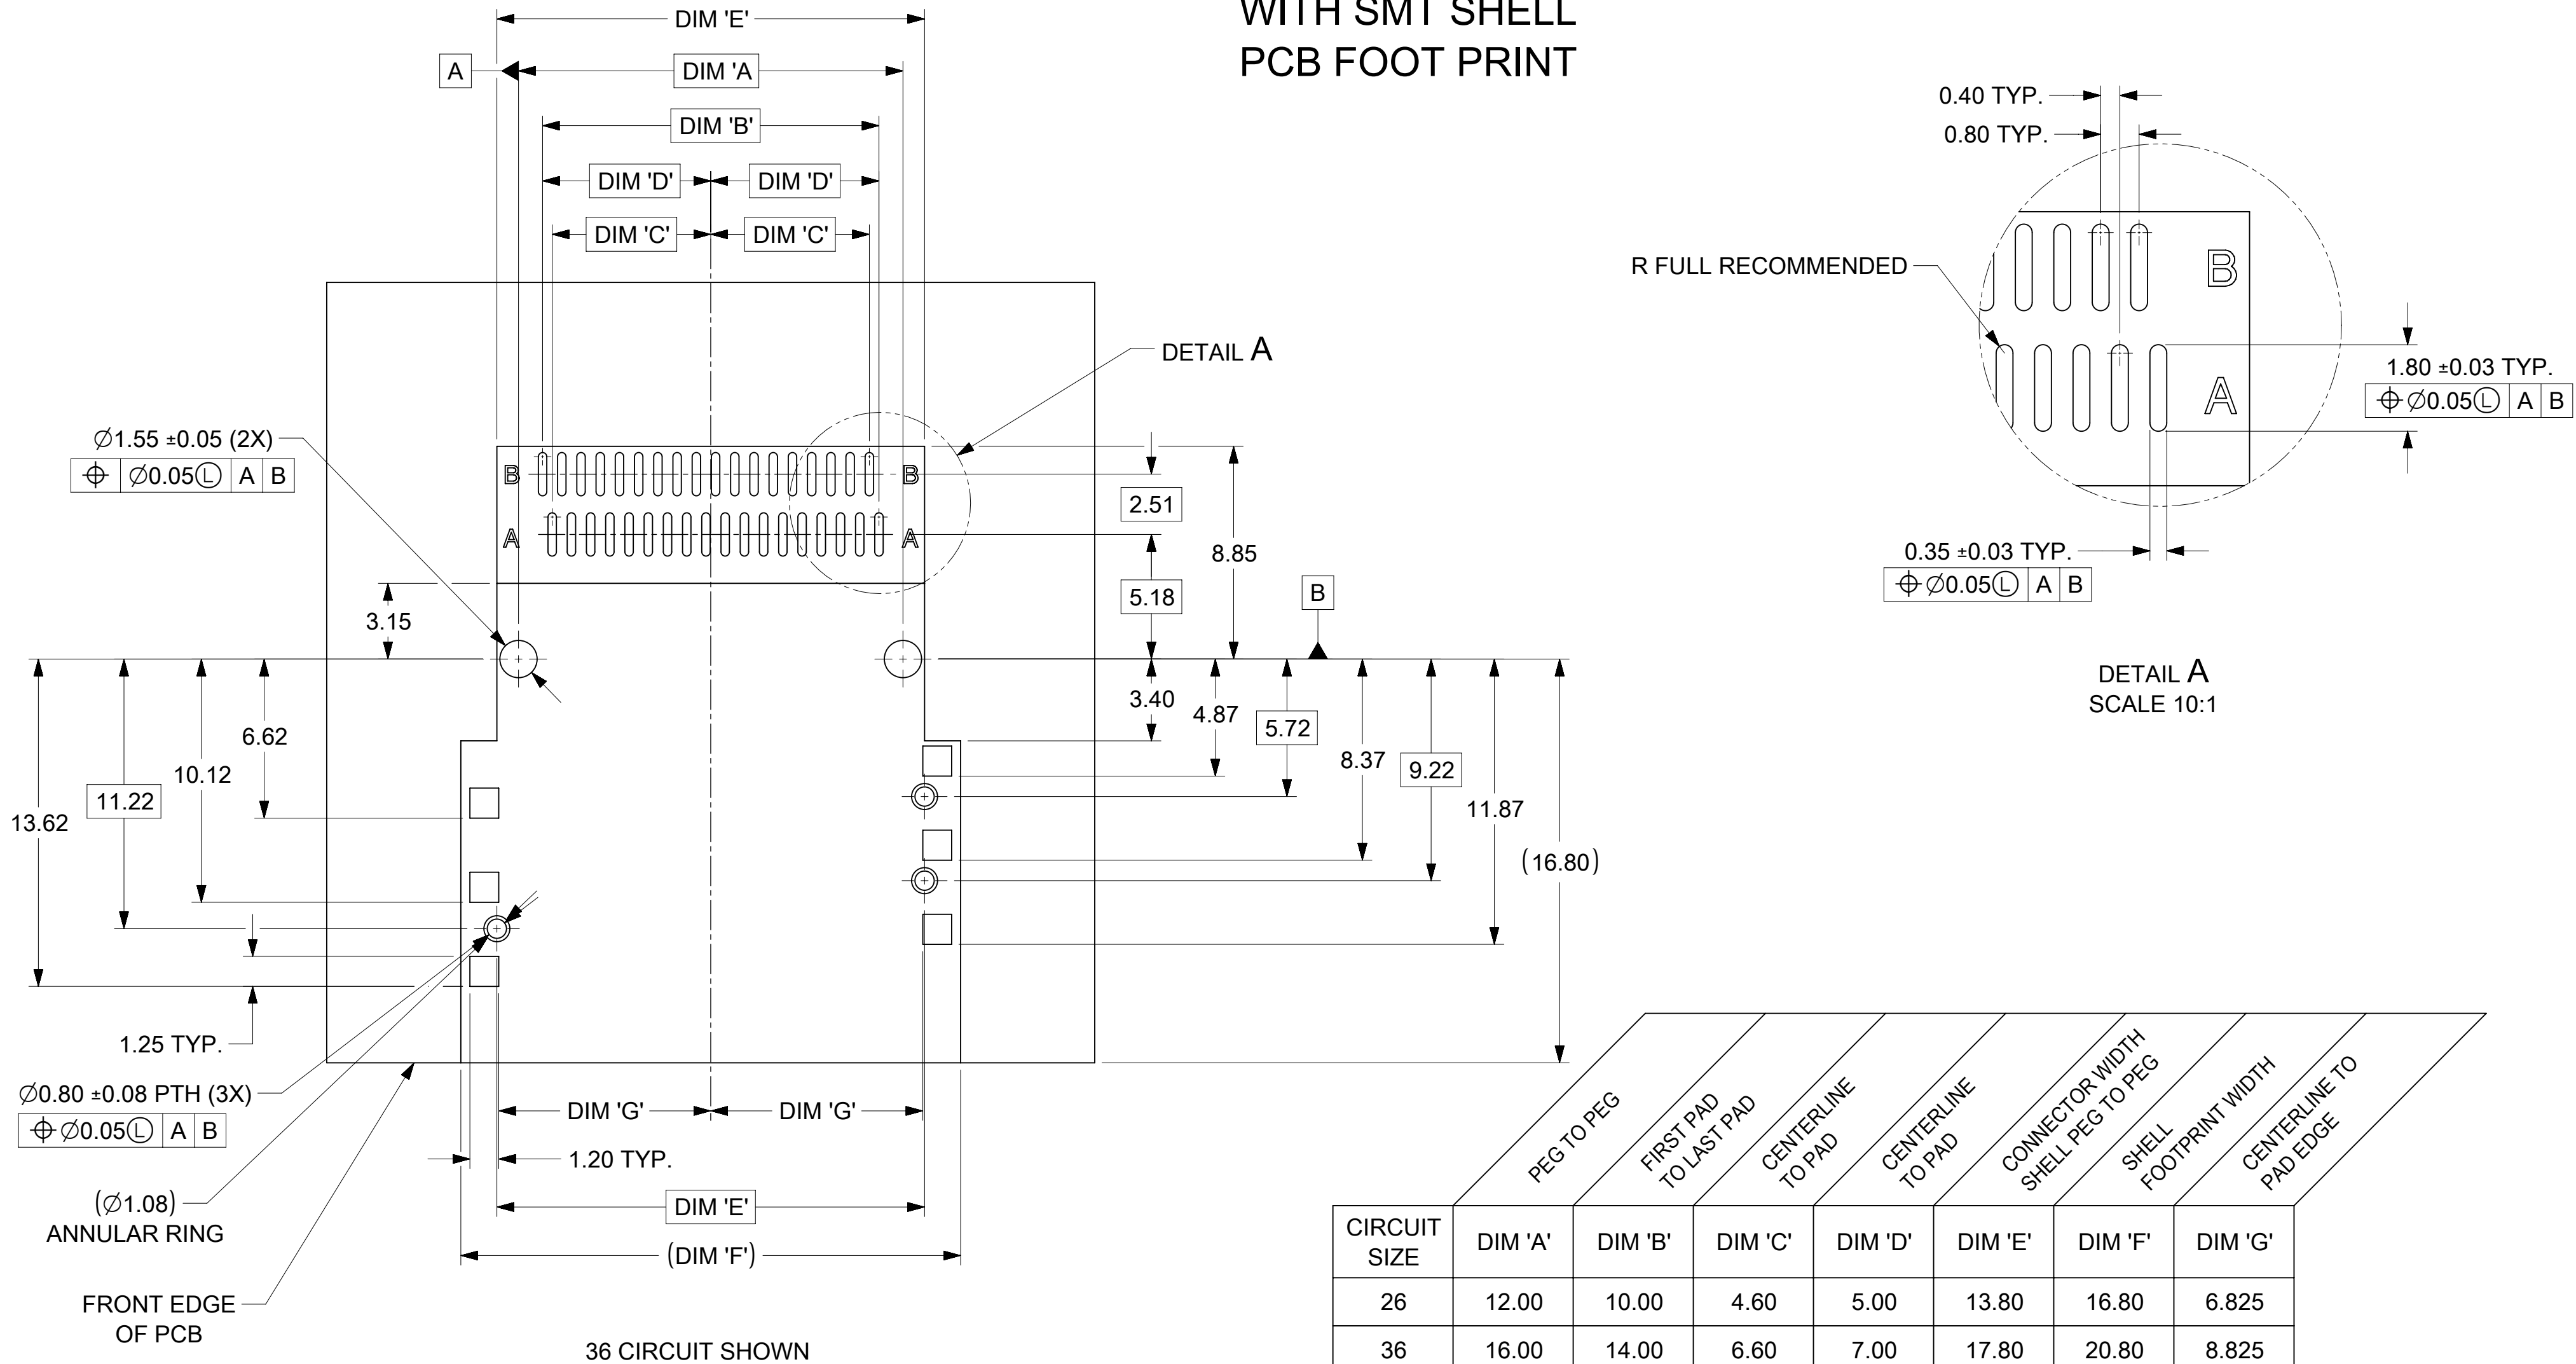 WITH SMT SHELL
PCB FOOT PRINT
DIM 'E'
A
DIM 'A
DIM 'B'
DIM 'D'
DIM 'D'
DIM 'C'
DIM 'C'
DETAIL A
Ø1.55 ±0.05 (2X)
⌖ Ø0.05Ⓛ A B
B
B
A
A
2.51
8.85
5.18
B
3.15
3.40
4.87
5.72
8.37
9.22
11.87
(16.80)
6.62
10.12
11.22
13.62
1.25 TYP.
Ø0.80 ±0.08 PTH (3X)
⌖ Ø0.05Ⓛ A B
(Ø1.08)
ANNULAR RING
FRONT EDGE
OF PCB
DIM 'G'
DIM 'G'
1.20 TYP.
DIM 'E'
(DIM 'F')
36 CIRCUIT SHOWN
0.40 TYP.
0.80 TYP.
R FULL RECOMMENDED
B
A
1.80 ±0.03 TYP.
⌖ Ø0.05Ⓛ A B
0.35 ±0.03 TYP.
⌖ Ø0.05Ⓛ A B
DETAIL A
SCALE 10:1
PEG TO PEG
FIRST PAD
TO LAST PAD
CENTERLINE
TO PAD
CENTERLINE
TO PAD
CONNECTOR WIDTH
SHELL PEG TO PEG
SHELL
FOOTPRINT WIDTH
CENTERLINE TO
PAD EDGE
CIRCUIT
SIZE
DIM 'A' DIM 'B' DIM 'C' DIM 'D' DIM 'E' DIM 'F' DIM 'G'
26 12.00 10.00 4.60 5.00 13.80 16.80 6.825
36 16.00 14.00 6.60 7.00 17.80 20.80 8.825